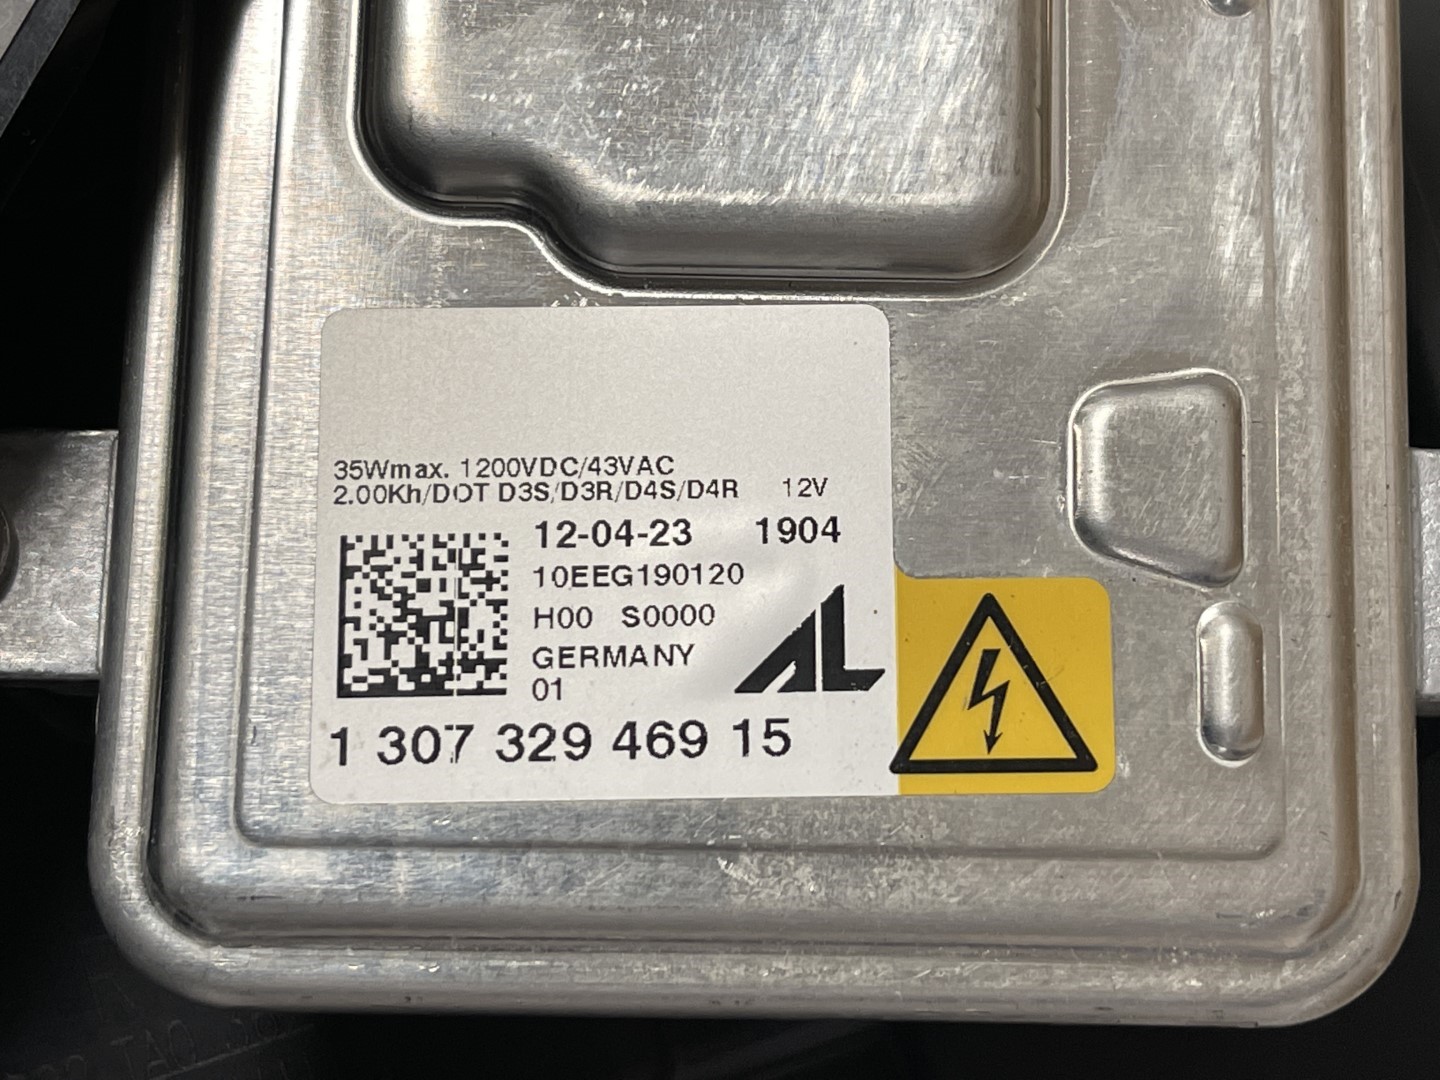 35Wmax. 1200VDC/43VAC
2.00Kh/DOT D3S/D3R/D4S/D4R 12V
12-04-23 1904
10EEG190120
H00 S0000
GERMANY
01
AL
1 307 329 469 15